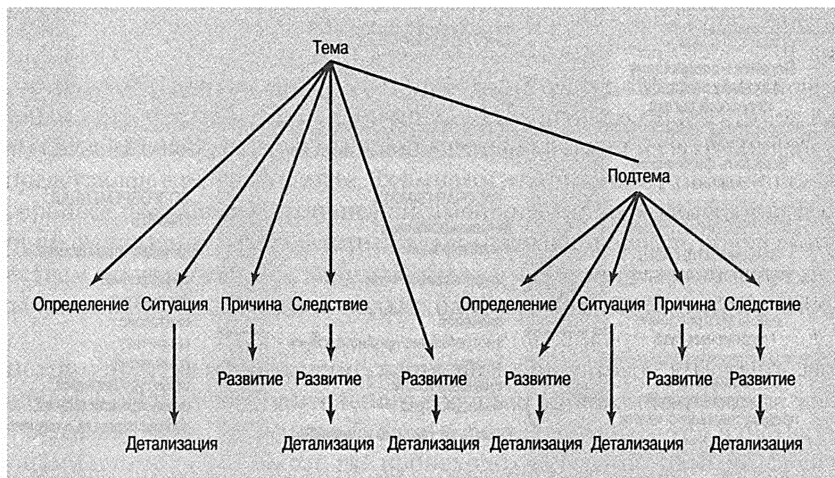 Тема
Подтема
Определение Ситуация Причина Следствие Определение Ситуация Причина Следствие
Развитие Развитие Развитие Развитие Развитие Развитие
Детализация Детализация Детализация Детализация Детализация Детализация